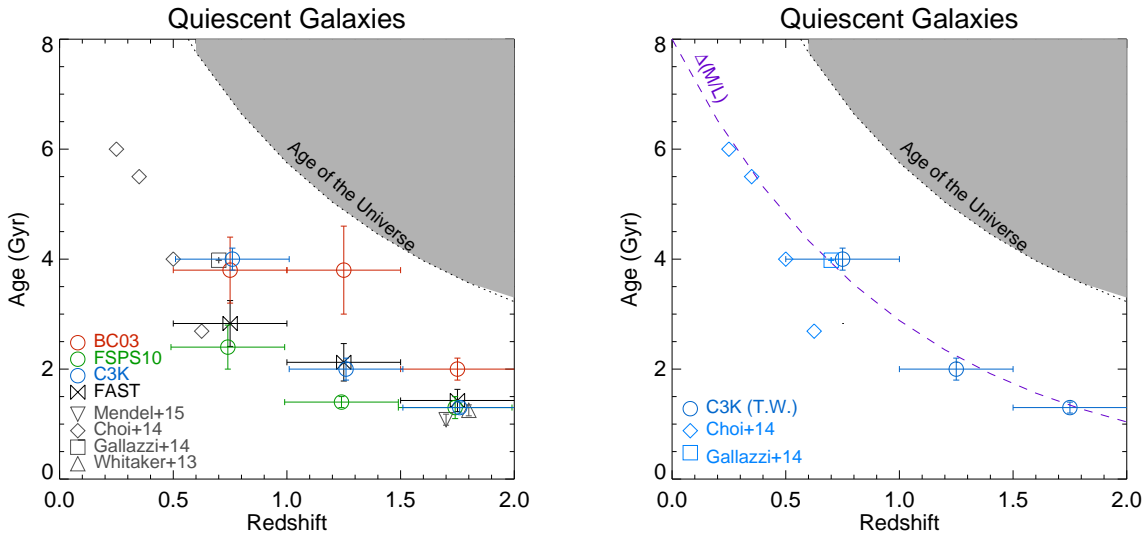 Quiescent Galaxies
8
6
4
2
0
Age (Gyr)
Age of the Universe
BC03
FSPS10
C3K
FAST
Mendel+15
Choi+14
Gallazzi+14
Whitaker+13
0.0 0.5 1.0 1.5 2.0
Redshift
Quiescent Galaxies
8
6
4
2
0
Age (Gyr)
Δ(M/L)
Age of the Universe
C3K (T.W.)
Choi+14
Gallazzi+14
0.0 0.5 1.0 1.5 2.0
Redshift